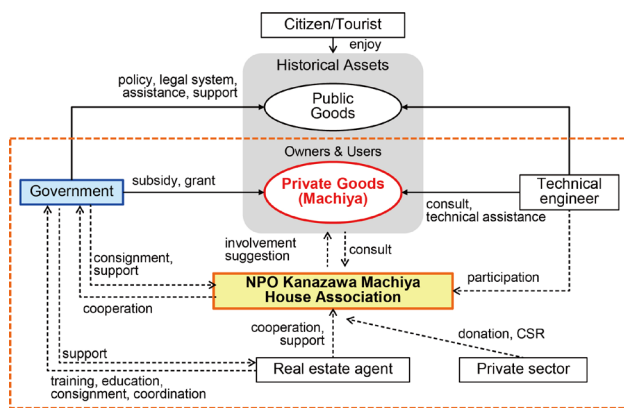 Citizen/Tourist
enjoy
Historical Assets
policy, legal system,
assistance, support
Public
Goods
Owners & Users
Government
subsidy, grant
Private Goods
(Machiya)
Technical
engineer
consult,
technical assistance
involvement
suggestion
consult
consignment,
support
NPO Kanazawa Machiya
House Association
participation
cooperation
cooperation,
support
donation, CSR
support
Real estate agent
Private sector
training, education,
consignment, coordination